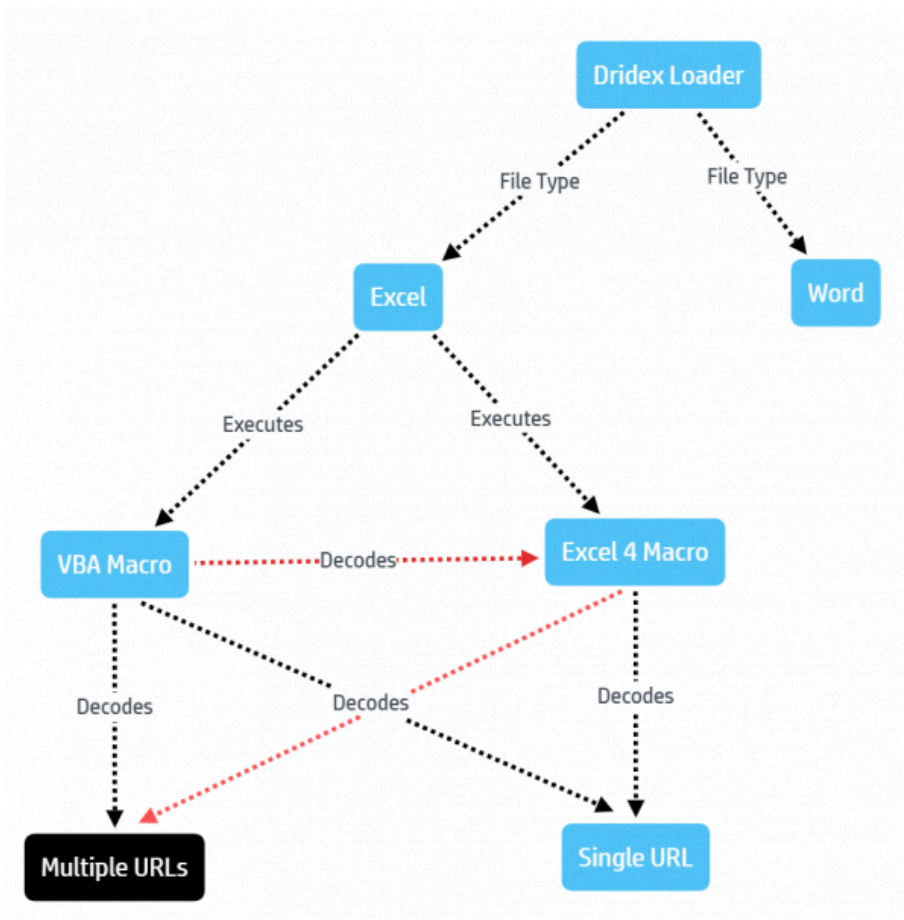 Dridex Loader
File Type
File Type
Excel
Word
Executes
Executes
VBA Macro
Decodes
Excel 4 Macro
Decodes
Decodes
Decodes
Multiple URLs
Single URL